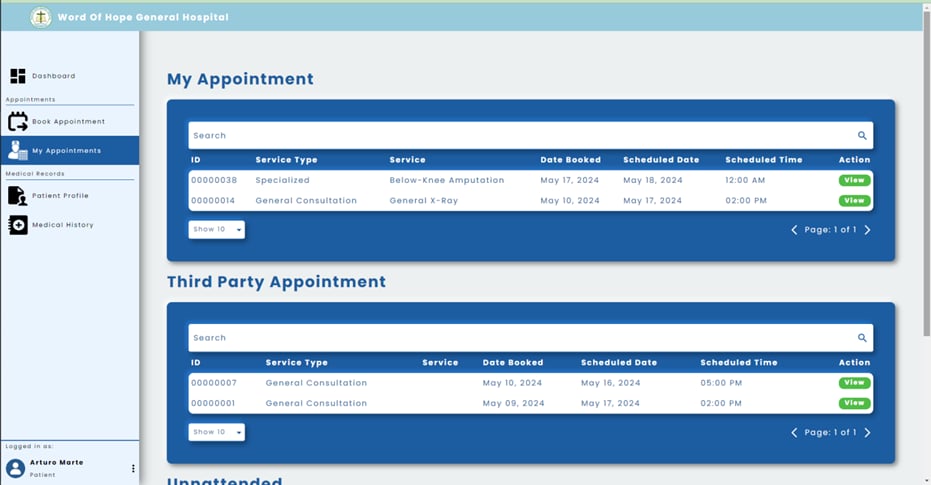 Word Of Hope General Hospital
Dashboard
Appointments
Book Appointment
My Appointments
Medical Records
Patient Profile
Medical History
Logged in as:
Arturo Marte
Patient
My Appointment
Search
ID Service Type Service Date Booked Scheduled Date Scheduled Time Action
00000038 Specialized Below-Knee Amputation May 17, 2024 May 18, 2024 12:00 AM View
00000014 General Consultation General X-Ray May 10, 2024 May 17, 2024 02:00 PM View
Show 10 Page: 1 of 1
Third Party Appointment
Search
ID Service Type Service Date Booked Scheduled Date Scheduled Time Action
00000007 General Consultation May 10, 2024 May 16, 2024 05:00 PM View
00000001 General Consultation May 09, 2024 May 17, 2024 02:00 PM View
Show 10 Page: 1 of 1
Unnattended